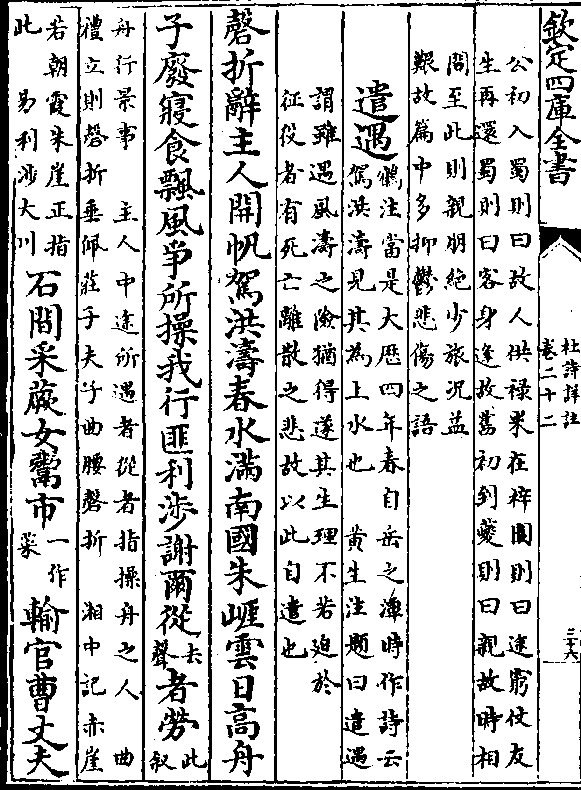 欽定四庫全書
杜詩詳註
卷二十二
三十六
公初入蜀則曰故人供祿米在梓閬則曰途窮仗友
生再還蜀則曰客身逢故舊初到夔則曰親故時相
問至此則親朋絕少旅況益
艱故篇中多抑鬱悲傷之語
遣遇
鶴注當是大歷四年春自岳之潭時作詩云
駕洪濤見其為上水也 黄生注題曰遣遇
謂雖遇風濤之險猶得遂其生理不若廹於
征役者有死亡離散之悲故以此自遣也
磬折辭主人開帆駕洪濤春水滿南國朱崖雲日高舟
子廢寢食飄風爭所操我行匪利涉謝爾從去聲者勞此叙
舟行景事 主人中途所遇者從者指操舟之人 曲
禮立則磬折垂佩莊子夫子曲腰磬折 湘中記赤崖
若朝霞朱崖正指
此 易利涉大川
石間采蕨女鬻市一作菜輸官曹丈夫